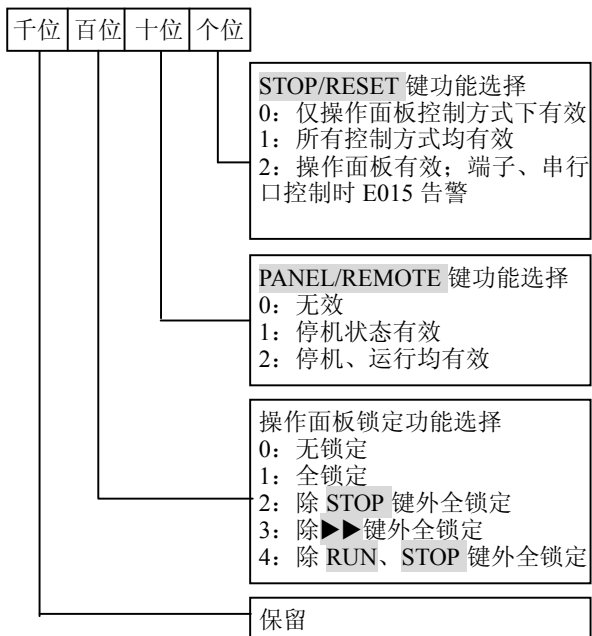 千位 百位 十位 个位
STOP/RESET 键功能选择
0：仅操作面板控制方式下有效
1：所有控制方式均有效
2：操作面板有效；端子、串行
口控制时 E015 告警
PANEL/REMOTE 键功能选择
0：无效
1：停机状态有效
2：停机、运行均有效
操作面板锁定功能选择
0：无锁定
1：全锁定
2：除 STOP 键外全锁定
3：除▶▶键外全锁定
4：除 RUN、STOP 键外全锁定
保留